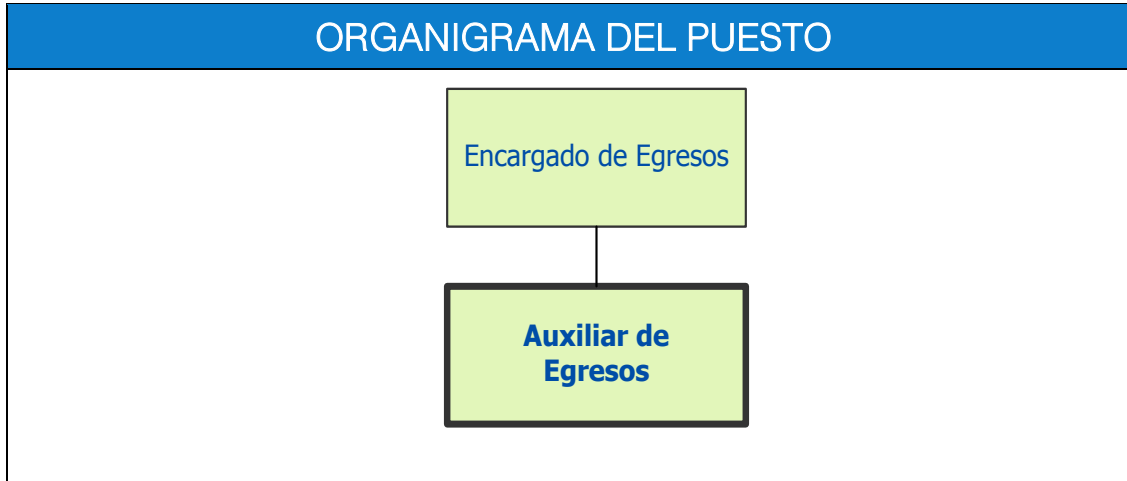 ORGANIGRAMA DEL PUESTO
Encargado de Egresos
Auxiliar de
Egresos